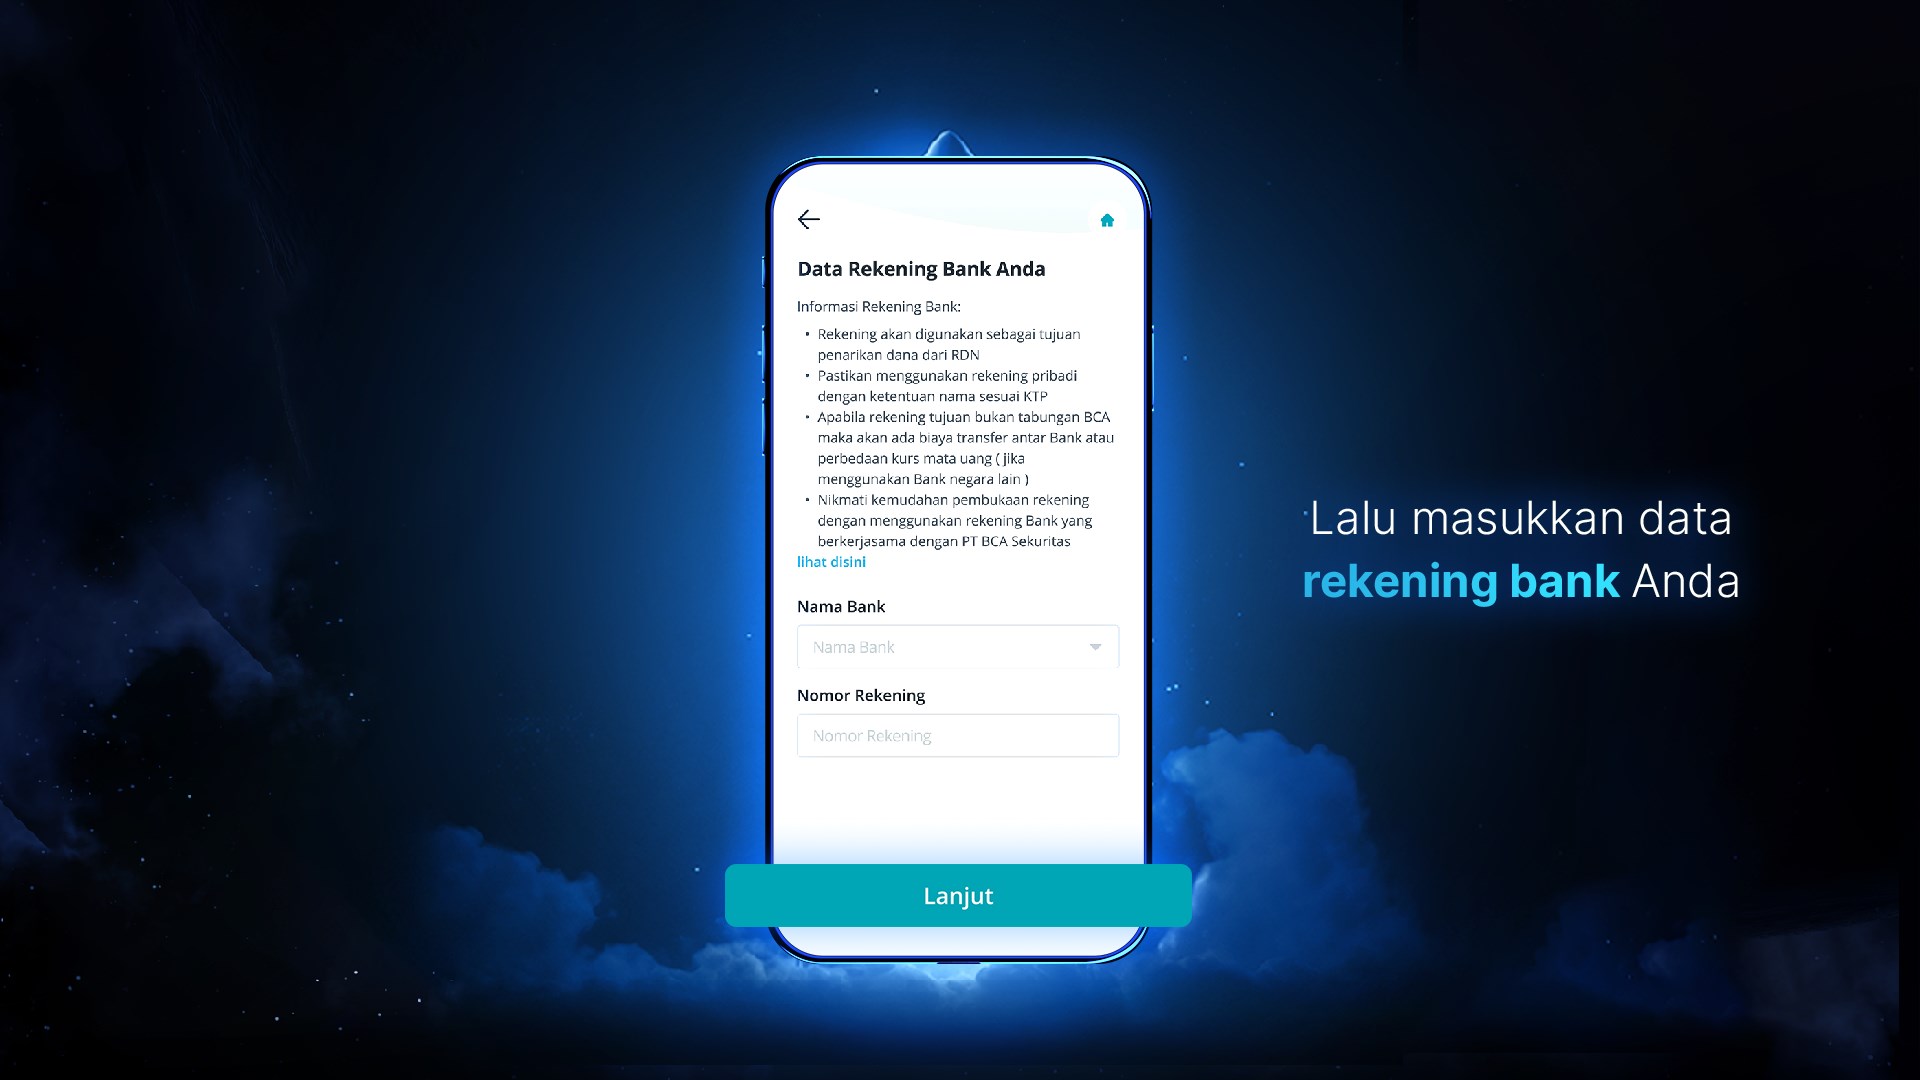 Data Rekening Bank Anda
Informasi Rekening Bank:
• Rekening akan digunakan sebagai tujuan
penarikan dana dari RDN
• Pastikan menggunakan rekening pribadi
dengan ketentuan nama sesuai KTP
• Apabila rekening tujuan bukan tabungan BCA
maka akan ada biaya transfer antar Bank atau
perbedaan kurs mata uang ( jika
menggunakan Bank negara lain )
• Nikmati kemudahan pembukaan rekening
dengan menggunakan rekening Bank yang
berkerjasama dengan PT BCA Sekuritas
lihat disini
Nama Bank
Nama Bank
Nomor Rekening
Nomor Rekening
Lanjut
Lalu masukkan data
rekening bank Anda